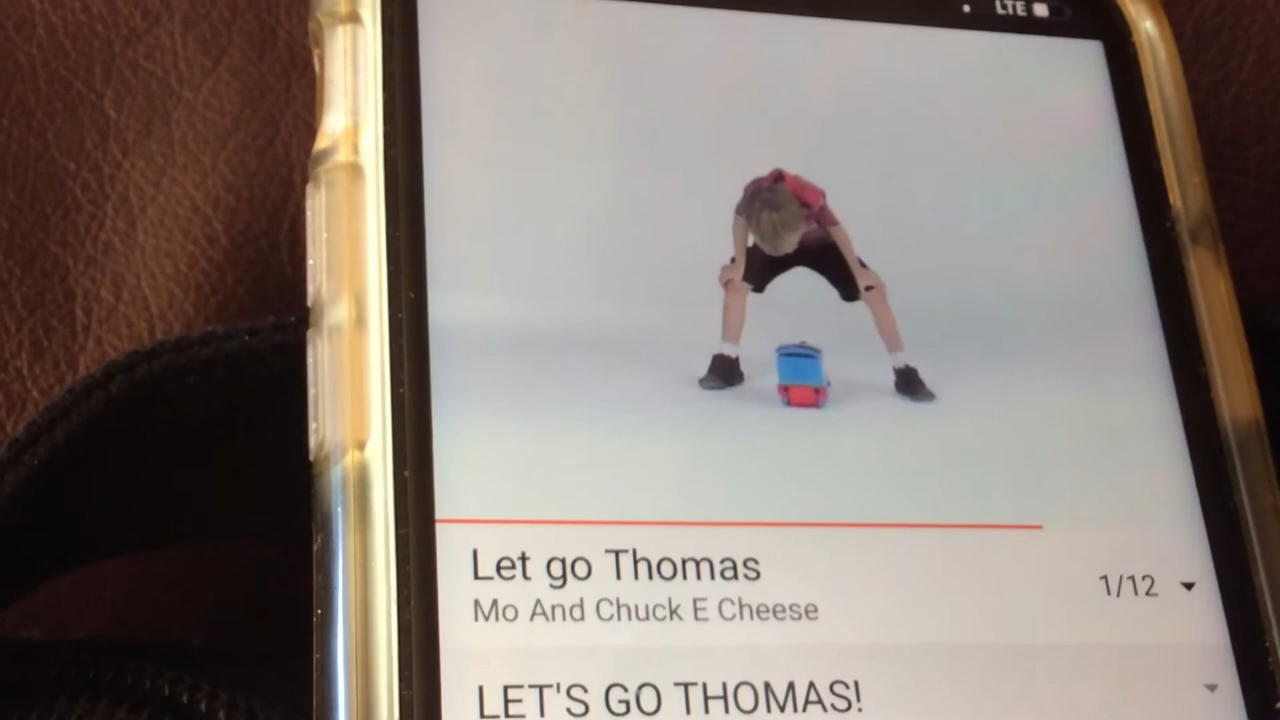 LTE
Let go Thomas
1/12
Mo And Chuck E Cheese
LET'S GO THOMAS!